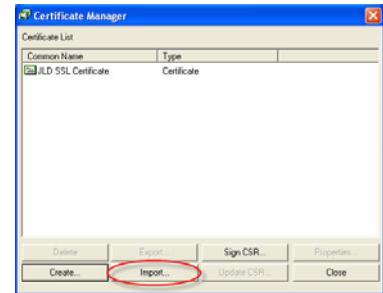 Certificate Manager
Certificate List
Common Name Type
JLD SSL Certificate Certificate
Delete Export... Sign CSR... Properties...
Create... Import... Update CSR... Close